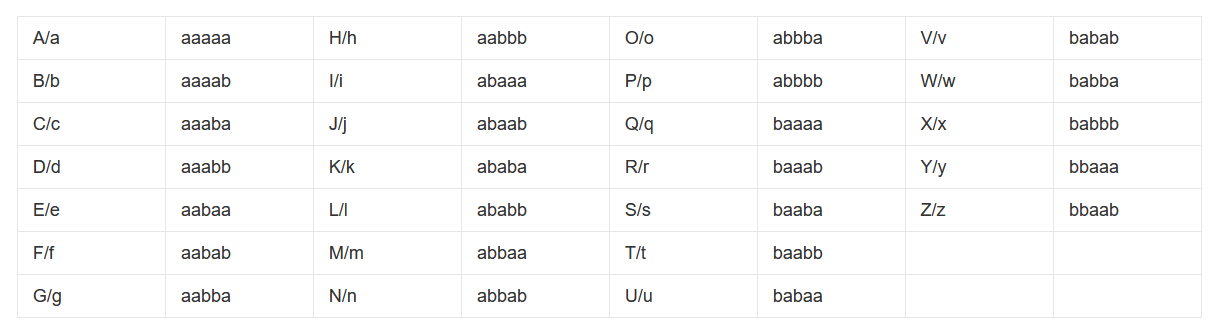 A/a aaaaa H/h aabbb O/o abbba V/v babab
B/b aaaab I/i abaaa P/p abbbb W/w babba
C/c aaaba J/j abaab Q/q baaaa X/x babbb
D/d aaabb K/k ababa R/r baaab Y/y bbaaa
E/e aabaa L/l ababb S/s baaba Z/z bbaab
F/f aabab M/m abbaa T/t baabb
G/g aabba N/n abbab U/u babaa